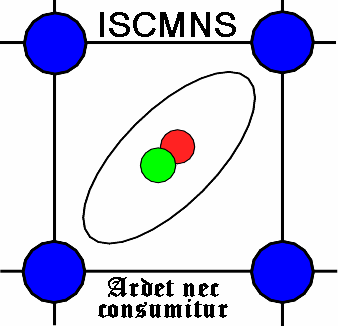 ISCMNS
Ardet nec
consumitur